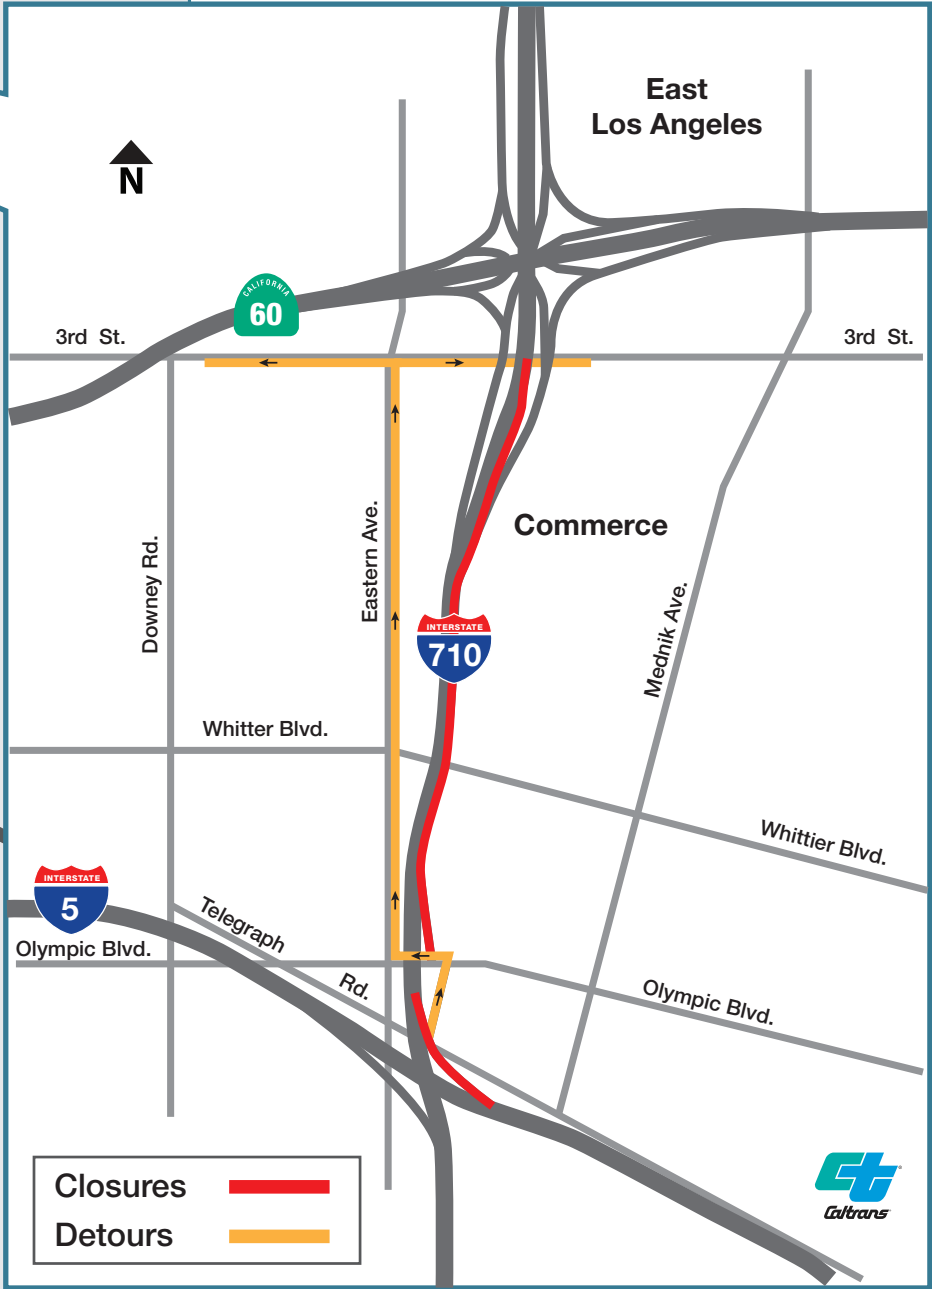 East
Los Angeles
N
CALIFORNIA
60
3rd St.
3rd St.
Commerce
Downey Rd.
Eastern Ave.
Mednik Ave.
INTERSTATE
710
Whitter Blvd.
Whittier Blvd.
INTERSTATE
5
Telegraph
Rd.
Olympic Blvd.
Olympic Blvd.
Closures
Detours
Ct
Caltrans